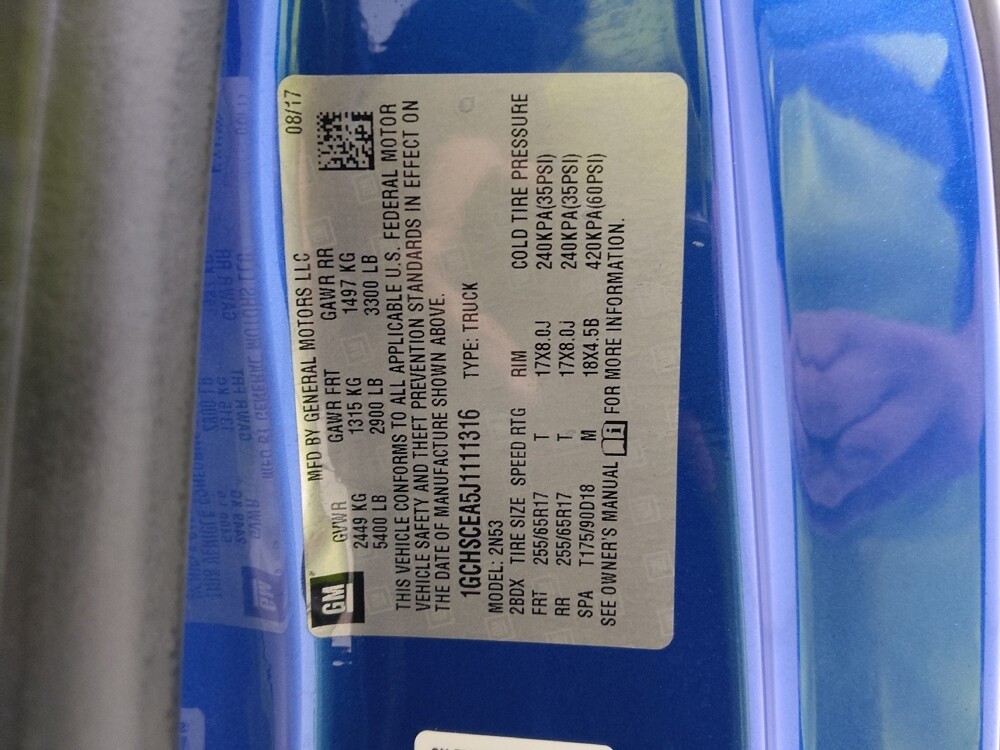 08/17
MFD BY GENERAL MOTORS LLC
GM
GVWR GAWR FRT GAWR RR
2449 KG 1315 KG 1497 KG
5400 LB 2900 LB 3300 LB
THIS VEHICLE CONFORMS TO ALL APPLICABLE U.S. FEDERAL MOTOR
VEHICLE SAFETY AND THEFT PREVENTION STANDARDS IN EFFECT ON
THE DATE OF MANUFACTURE SHOWN ABOVE.
1GCHSCEA5J1111316 TYPE: TRUCK
MODEL: 2N53
2BDX TIRE SIZE SPEED RTG RIM COLD TIRE PRESSURE
FRT 255/65R17 T 17X8.0J 240KPA(35PSI)
RR 255/65R17 T 17X8.0J 240KPA(35PSI)
SPA T175/90D18 M 18X4.5B 420KPA(60PSI)
SEE OWNER'S MANUAL i FOR MORE INFORMATION.